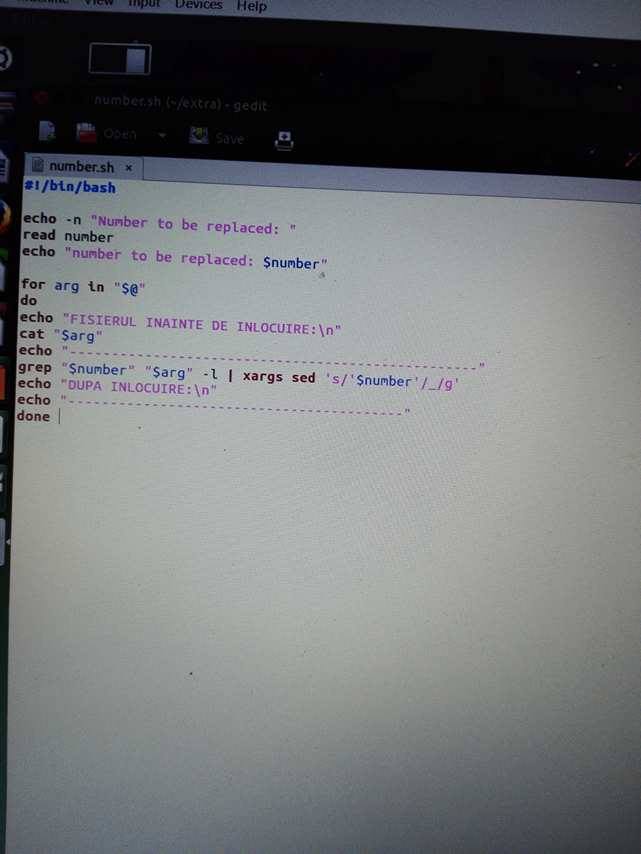 View Input Devices Help
number.sh (~/extra) - gedit
Open Save
number.sh ×
#!/bin/bash
echo -n "Number to be replaced: "
read number
echo "number to be replaced: $number"
for arg in "$@"
do
echo "FISIERUL INAINTE DE INLOCUIRE:\n"
cat "$arg"
echo "--------------------------------------------------"
grep "$number" "$arg" -l | xargs sed 's/'$number'/_/g'
echo "DUPA INLOCUIRE:\n"
echo "-----------------------------------------"
done